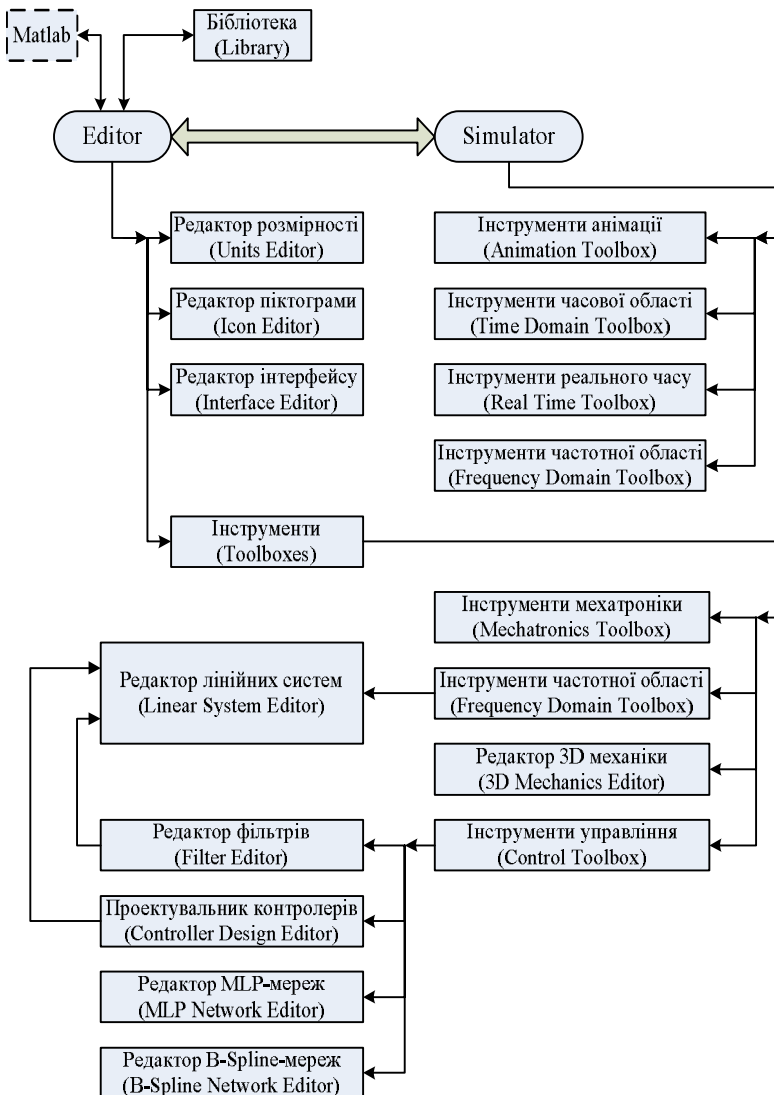 Matlab
Бібліотека
(Library)
Editor
Simulator
Редактор розмірності
(Units Editor)
Інструменти анімації
(Animation Toolbox)
Редактор піктограми
(Icon Editor)
Інструменти часової області
(Time Domain Toolbox)
Редактор інтерфейсу
(Interface Editor)
Інструменти реального часу
(Real Time Toolbox)
Інструменти частотної області
(Frequency Domain Toolbox)
Інструменти
(Toolboxes)
Інструменти мехатроніки
(Mechatronics Toolbox)
Редактор лінійних систем
(Linear System Editor)
Інструменти частотної області
(Frequency Domain Toolbox)
Редактор 3D механіки
(3D Mechanics Editor)
Редактор фільтрів
(Filter Editor)
Інструменти управління
(Control Toolbox)
Проектувальник контролерів
(Controller Design Editor)
Редактор MLP-мереж
(MLP Network Editor)
Редактор B-Spline-мереж
(B-Spline Network Editor)